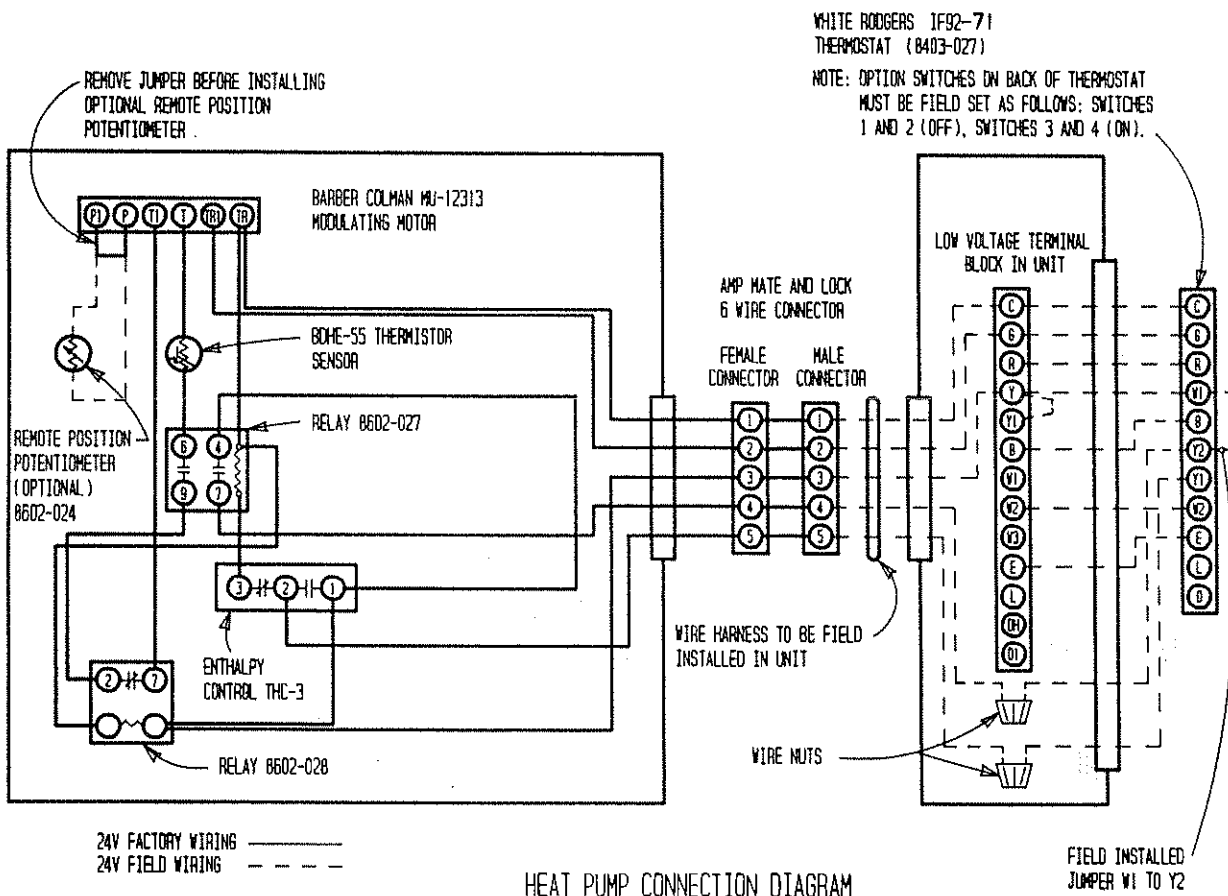 WHITE RODGERS IF92-71
THERMOSTAT (8403-027)
NOTE: OPTION SWITCHES ON BACK OF THERMOSTAT
MUST BE FIELD SET AS FOLLOWS: SWITCHES
1 AND 2 (OFF), SWITCHES 3 AND 4 (ON).
REMOVE JUMPER BEFORE INSTALLING
OPTIONAL REMOTE POSITION
POTENTIOMETER.
P1 P T1 T TR1 TR
BARBER COLMAN MU-12313
MODULATING MOTOR
BDHE-55 THERMISTOR
SENSOR
RELAY 8602-027
6 4
9 7
REMOTE POSITION
POTENTIOMETER
(OPTIONAL)
8602-024
3 2 1
ENTHALPY
CONTROL THC-3
2 7
RELAY 8602-028
AMP MATE AND LOCK
6 WIRE CONNECTOR
FEMALE
CONNECTOR
MALE
CONNECTOR
1 1
2 2
3 3
4 4
5 5
WIRE HARNESS TO BE FIELD
INSTALLED IN UNIT
LOW VOLTAGE TERMINAL
BLOCK IN UNIT
C
G
R
Y
Y1
B
W1
W2
W3
E
L
DH
D1
C
G
R
W1
B
Y2
Y1
W2
E
L
O
WIRE NUTS
24V FACTORY WIRING
24V FIELD WIRING
HEAT PUMP CONNECTION DIAGRAM
FIELD INSTALLED
JUMPER W1 TO Y2